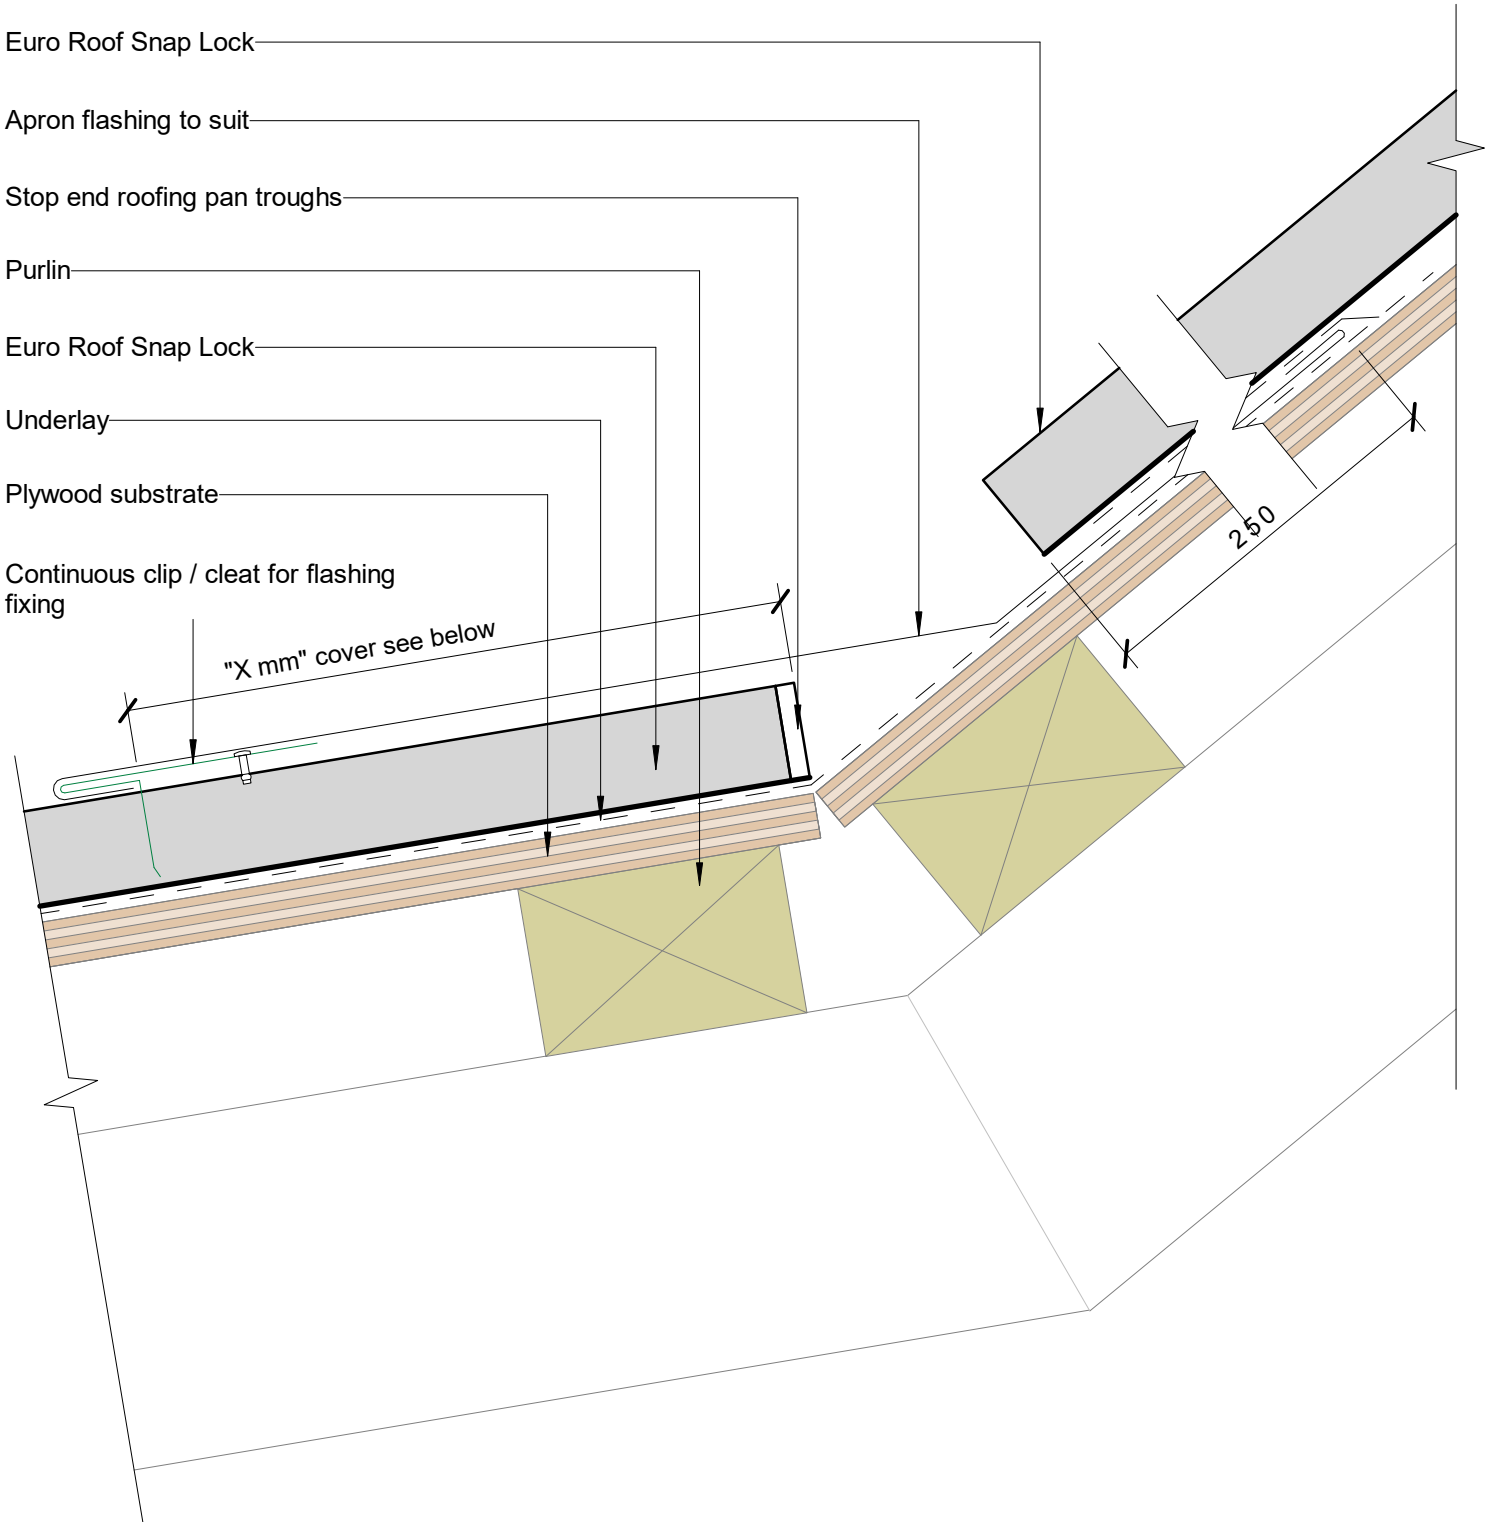 Euro Roof Snap Lock
Apron flashing to suit
Stop end roofing pan troughs
Purlin
Euro Roof Snap Lock
Underlay
Plywood substrate
Continuous clip / cleat for flashing
fixing
"X mm" cover see below
250